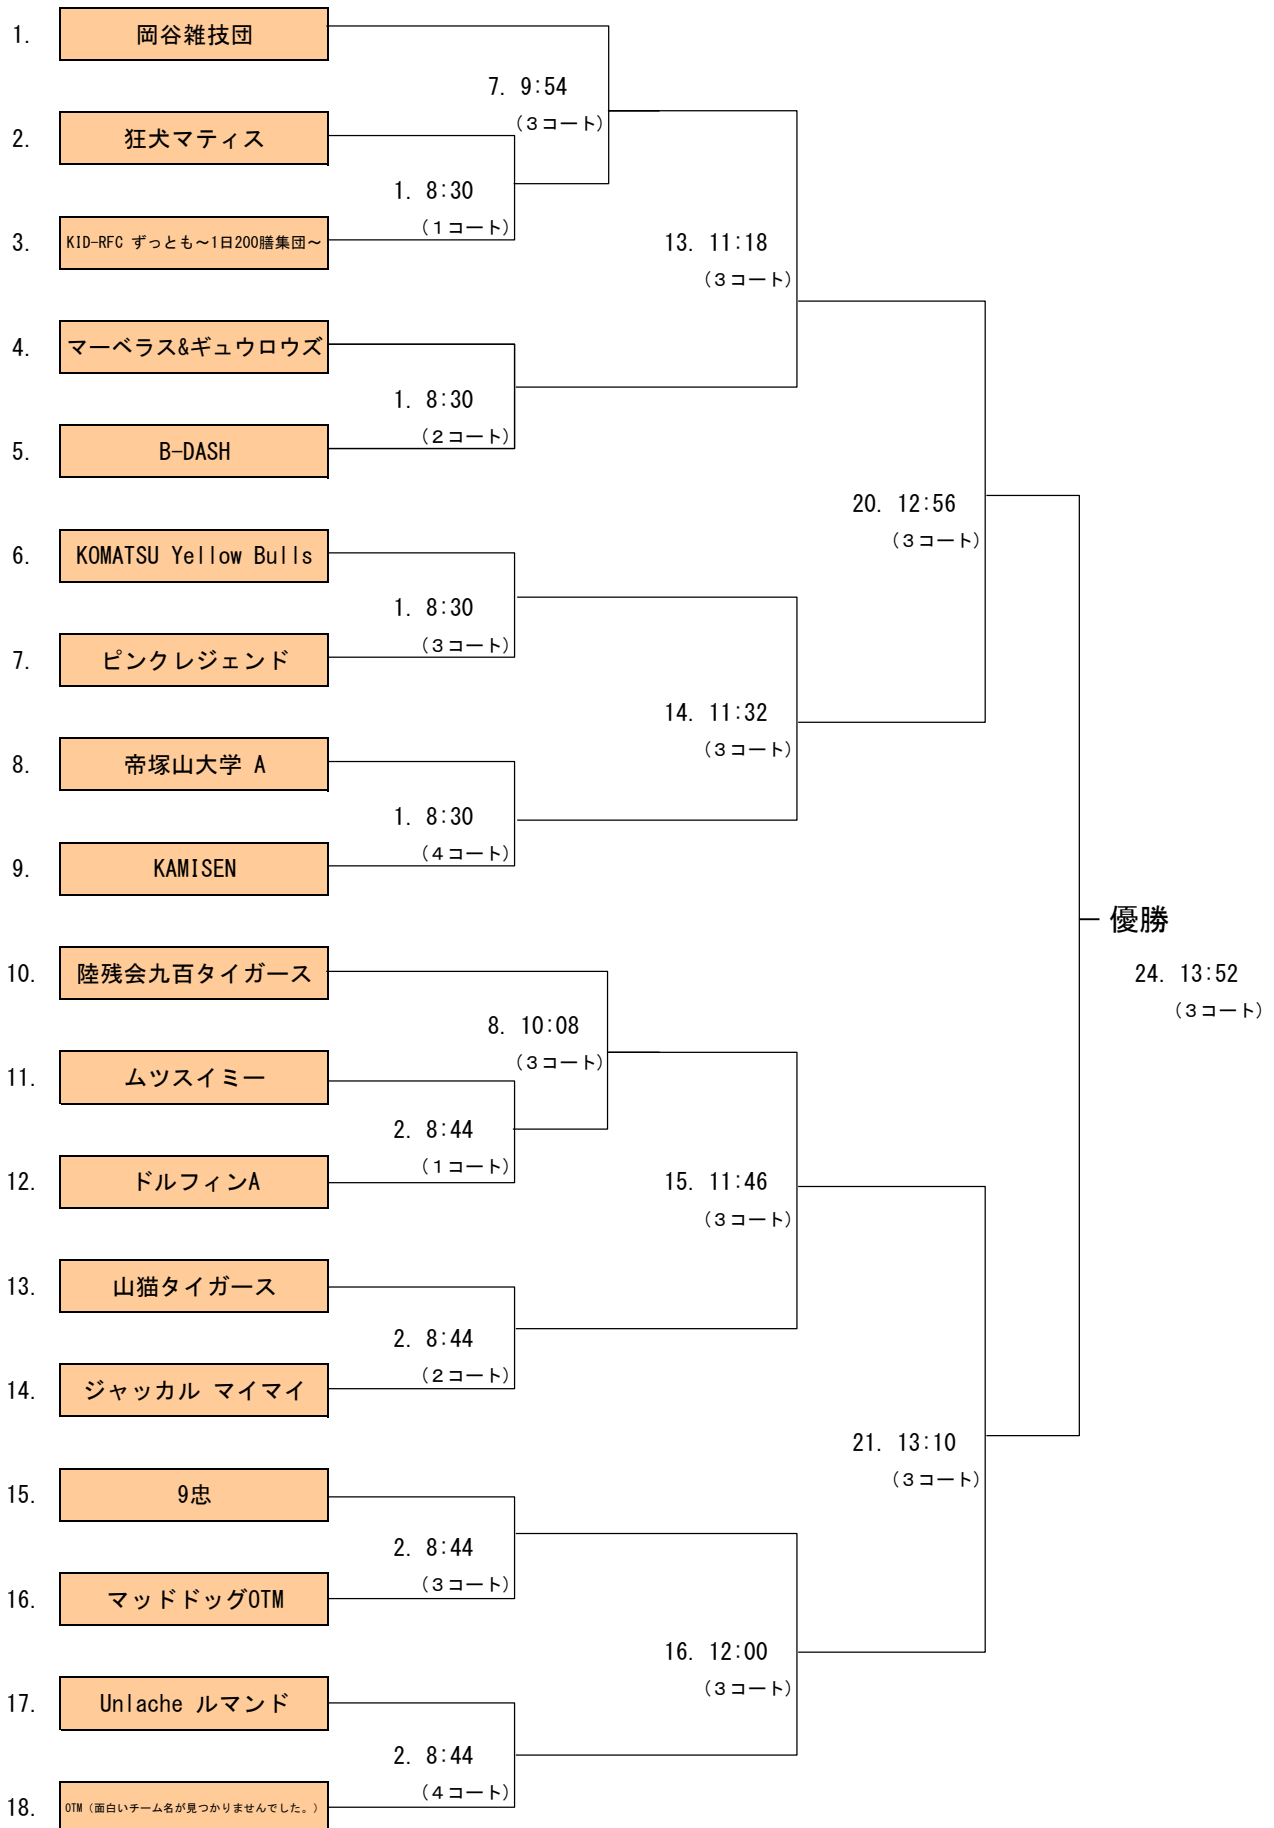 1. 岡谷雑技団
7. 9:54
（３コート）
2. 狂犬マティス
1. 8:30
（１コート）
3. KID-RFC ずっとも～1日200膳集団～
13. 11:18
（３コート）
4. マーベラス&ギュウロウズ
1. 8:30
（２コート）
5. B-DASH
20. 12:56
（３コート）
6. KOMATSU Yellow Bulls
1. 8:30
（３コート）
7. ピンクレジェンド
14. 11:32
（３コート）
8. 帝塚山大学 A
1. 8:30
（４コート）
9. KAMISEN
優勝
24. 13:52
（３コート）
10. 陸残会九百タイガース
8. 10:08
（３コート）
11. ムツスイミー
2. 8:44
（１コート）
12. ドルフィンA
15. 11:46
（３コート）
13. 山猫タイガース
2. 8:44
（２コート）
14. ジャッカル マイマイ
21. 13:10
（３コート）
15. 9忠
2. 8:44
（３コート）
16. マッドドッグOTM
16. 12:00
（３コート）
17. Unlache ルマンド
2. 8:44
（４コート）
18. OTM（面白いチーム名が見つかりませんでした。）